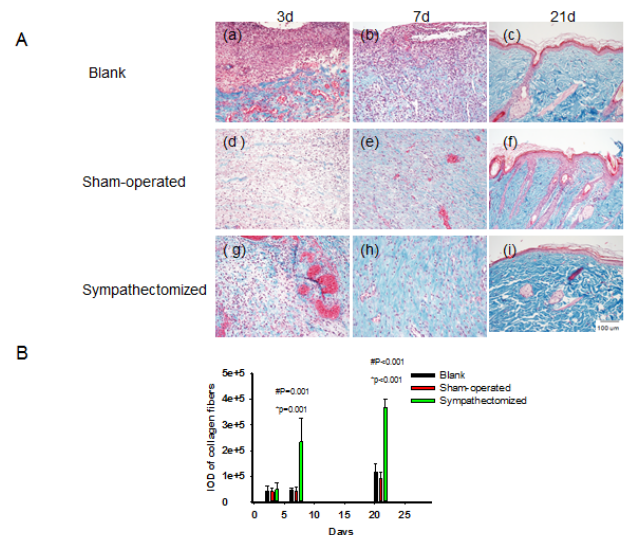 3d 7d 21d
A
Blank
(a) (b) (c)
Sham-operated
(d ) (e) (f)
Sympathectomized
( g) (h) (i)
100 μm
B
#P=0.001
*p=0.001
#P<0.001
*p<0.001
Blank
Sham-operated
Sympathectomized
IOD of collagen fibers
5e+5
4e+5
3e+5
2e+5
1e+5
0
0 5 10 15 20 25
Days